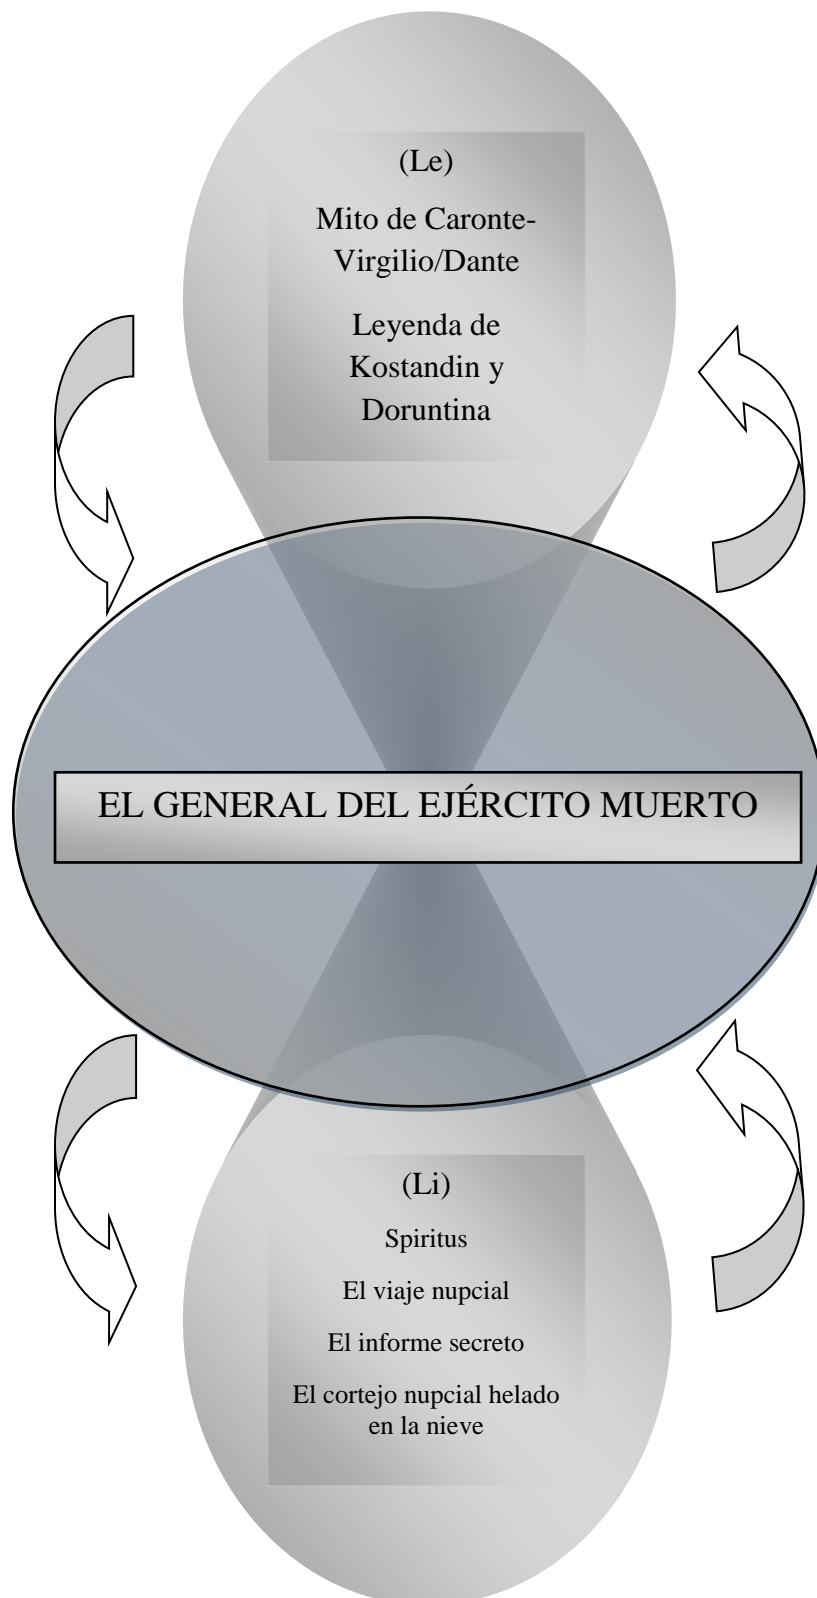 (Le)
Mito de Caronte-
Virgilio/Dante
Leyenda de
Kostandin y
Doruntina
EL GENERAL DEL EJÉRCITO MUERTO
(Li)
Spiritus
El viaje nupcial
El informe secreto
El cortejo nupcial helado
en la nieve